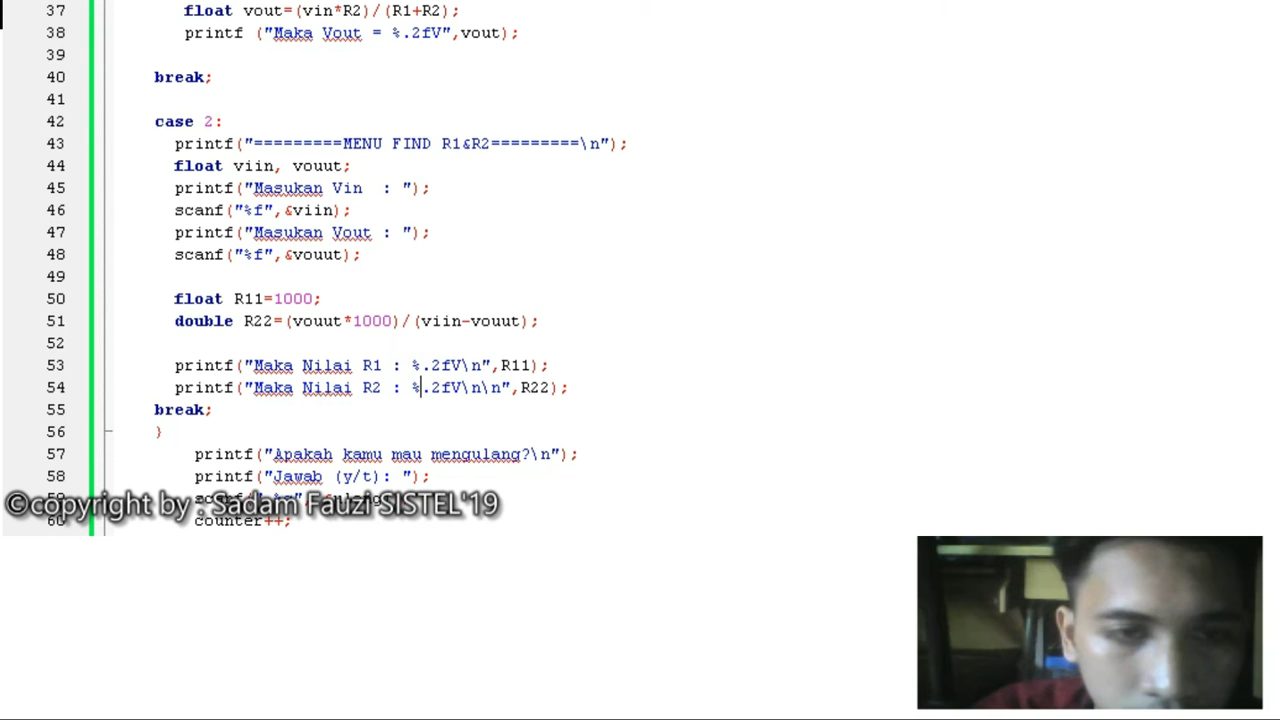 37 float vout=(vin*R2)/(R1+R2);
38 printf ("Maka Vout = %.2fV",vout);
39
40 break;
41
42 case 2:
43 printf("=========MENU FIND R1&R2=========\n");
44 float viin, vouut;
45 printf("Masukan Vin  : ");
46 scanf("%f",&viin);
47 printf("Masukan Vout : ");
48 scanf("%f",&vouut);
49
50 float R11=1000;
51 double R22=(vouut*1000)/(viin-vouut);
52
53 printf("Maka Nilai R1 : %.2fV\n",R11);
54 printf("Maka Nilai R2 : %.2fV\n\n",R22);
55 break;
56 }
57 printf("Apakah kamu mau mengulang?\n");
58 printf("Jawab (y/t): ");
©copyright by : Sadam Fauzi SISTEL'19
60 counter++;